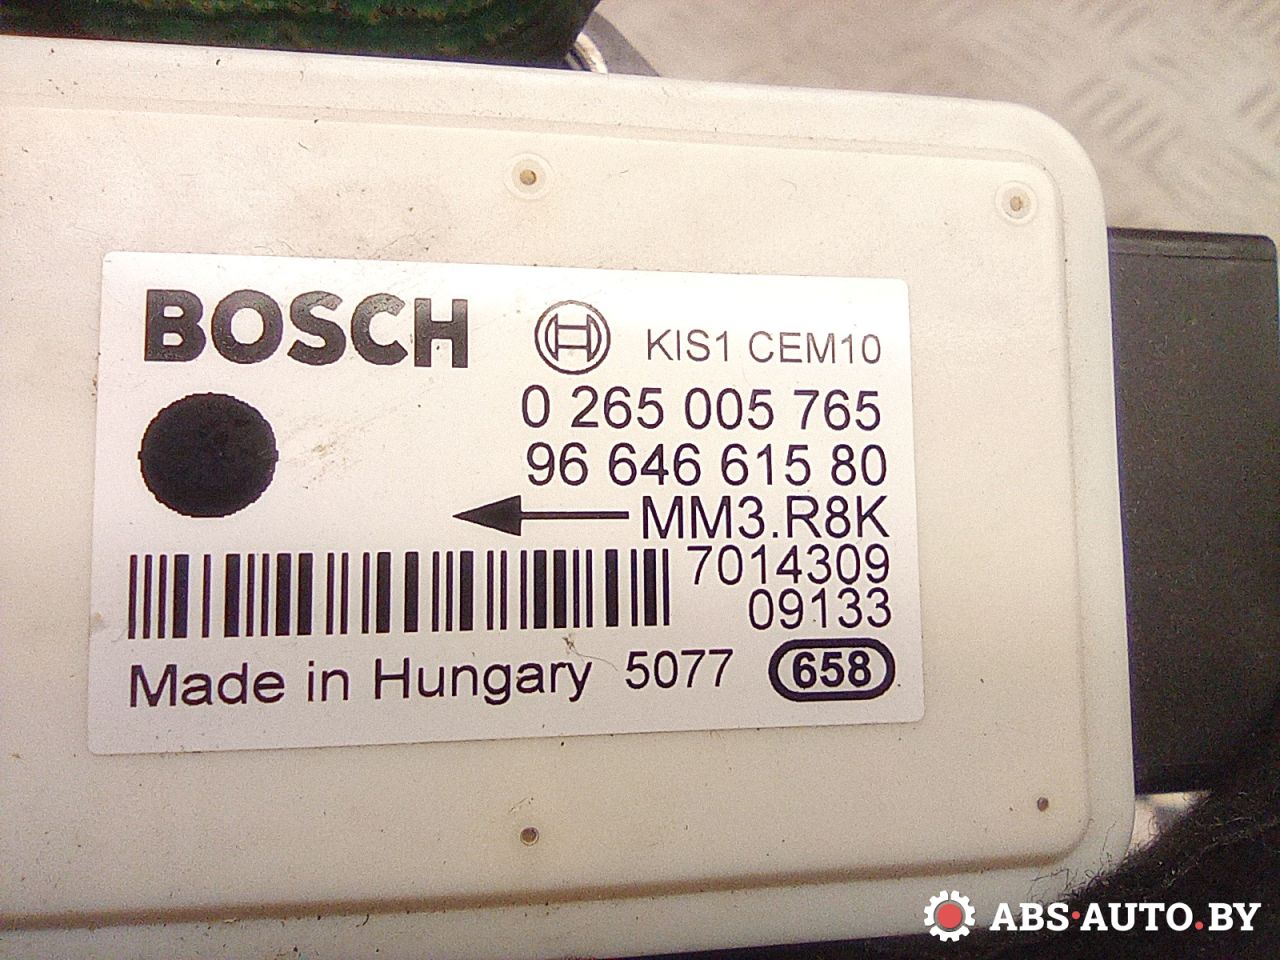 BOSCH KIS1 CEM10
0 265 005 765
96 646 615 80
MM3.R8K
7014309
09133
Made in Hungary 5077 658
ABS·AUTO.BY